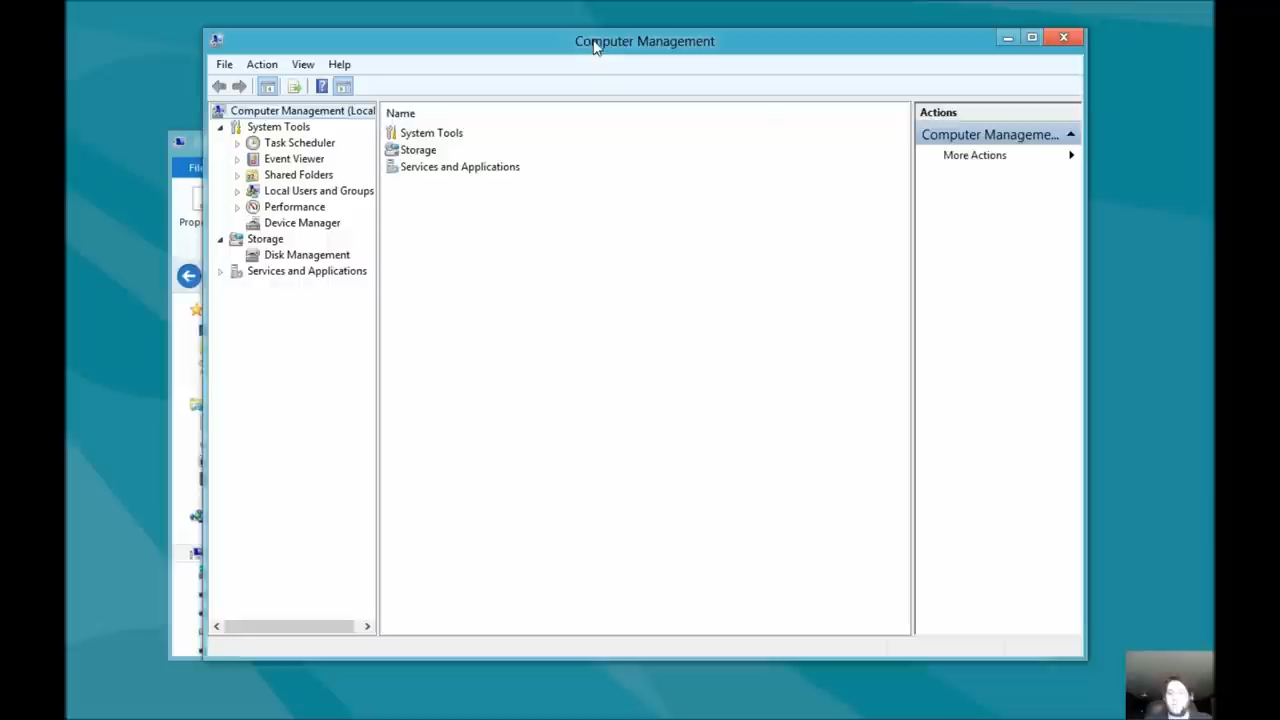 Computer Management
File Action View Help
Computer Management (Local
System Tools
Task Scheduler
Event Viewer
Shared Folders
Local Users and Groups
Performance
Device Manager
Storage
Disk Management
Services and Applications
Name
System Tools
Storage
Services and Applications
Actions
Computer Manageme...
More Actions
Fil
Prop